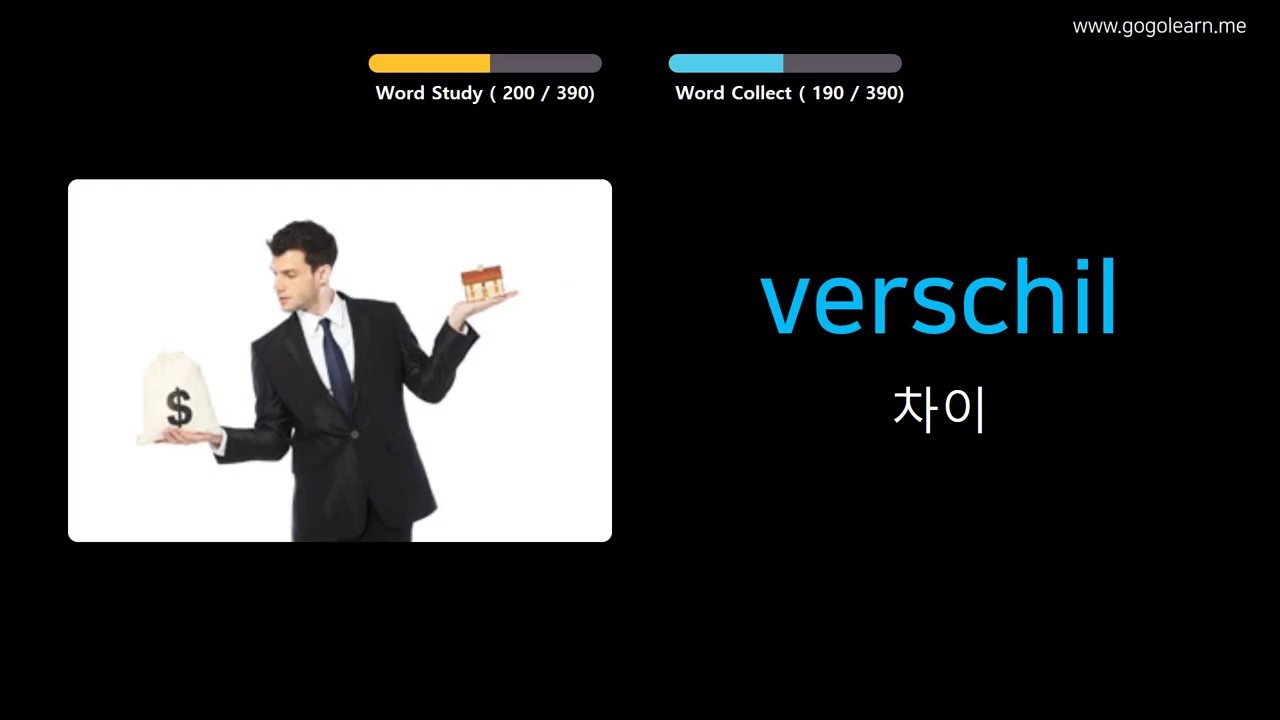 www.gogolearn.me
Word Study ( 200 / 390)
Word Collect ( 190 / 390)
$
verschil
차이